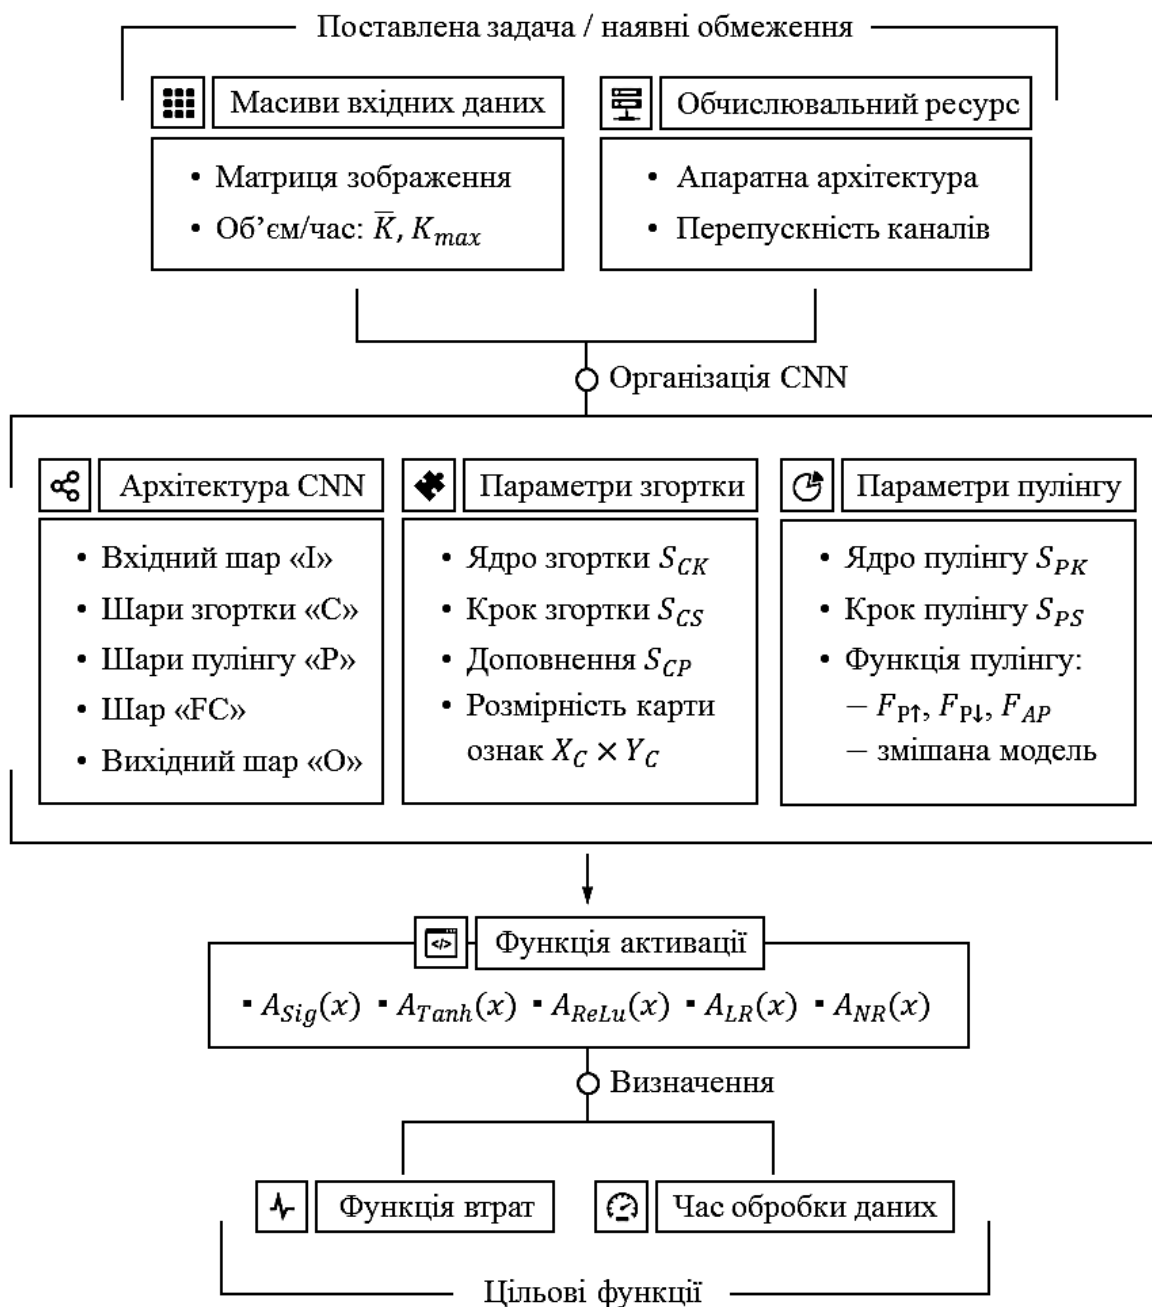 Поставлена задача / наявні обмеження
Масиви вхідних даних
• Матриця зображення
• Об’єм/час: K̅, K_max
Обчислювальний ресурс
• Апаратна архітектура
• Перепускність каналів
Організація CNN
Архітектура CNN
• Вхідний шар «I»
• Шари згортки «C»
• Шари пулінгу «P»
• Шар «FC»
• Вихідний шар «O»
Параметри згортки
• Ядро згортки S_CK
• Крок згортки S_CS
• Доповнення S_CP
• Розмірність карти
ознак X_C × Y_C
Параметри пулінгу
• Ядро пулінгу S_PK
• Крок пулінгу S_PS
• Функція пулінгу:
– F_P↑, F_P↓, F_AP
– змішана модель
Функція активації
▪ A_Sig(x) ▪ A_Tanh(x) ▪ A_ReLu(x) ▪ A_LR(x) ▪ A_NR(x)
Визначення
Функція втрат
Час обробки даних
Цільові функції